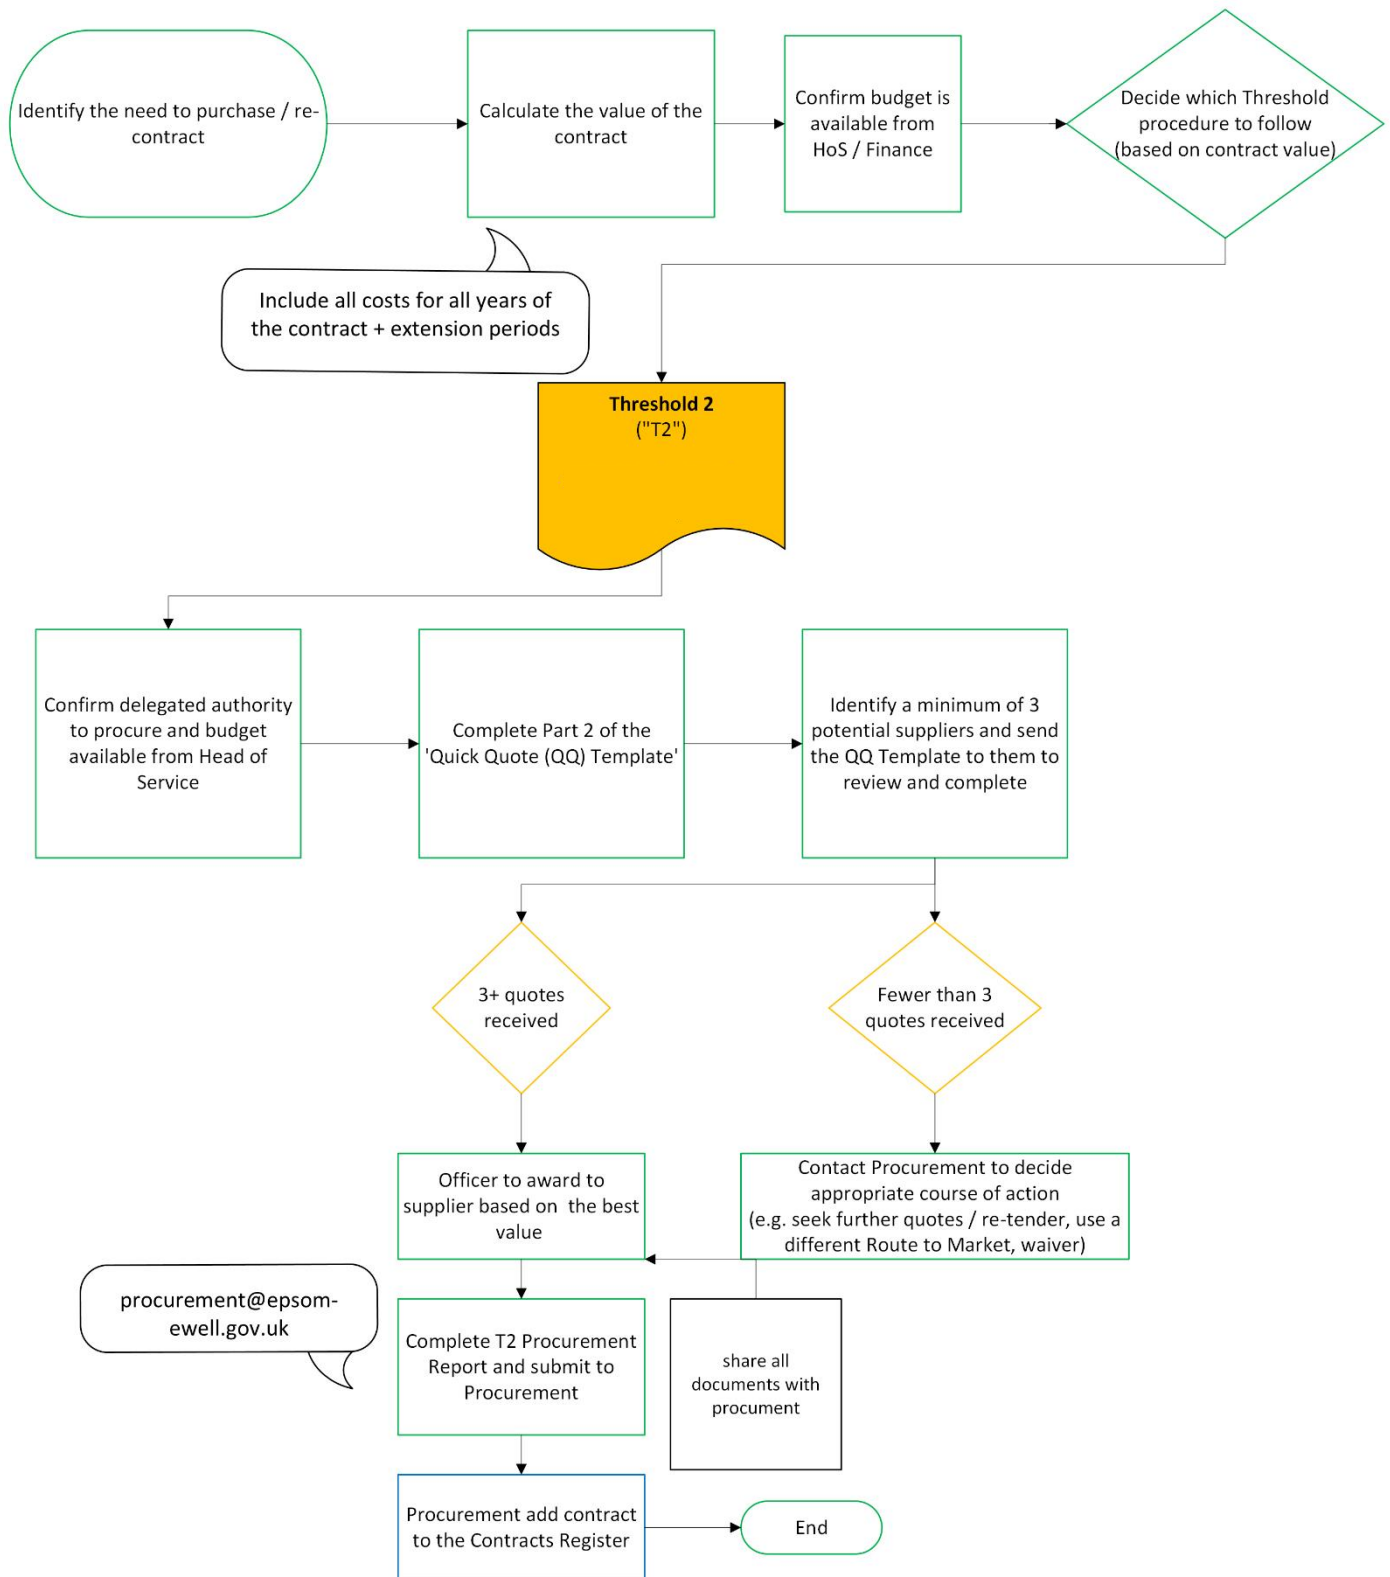 Identify the need to purchase / re-
contract
Calculate the value of the
contract
Confirm budget is
available from
HoS / Finance
Decide which Threshold
procedure to follow
(based on contract value)
Include all costs for all years of
the contract + extension periods
Threshold 2
("T2")
Confirm delegated authority
to procure and budget
available from Head of
Service
Complete Part 2 of the
'Quick Quote (QQ) Template'
Identify a minimum of 3
potential suppliers and send
the QQ Template to them to
review and complete
3+ quotes
received
Fewer than 3
quotes received
Officer to award to
supplier based on  the best
value
Contact Procurement to decide
appropriate course of action
(e.g. seek further quotes / re-tender, use a
different Route to Market, waiver)
procurement@epsom-
ewell.gov.uk
Complete T2 Procurement
Report and submit to
Procurement
share all
documents with
procument
Procurement add contract
to the Contracts Register
End